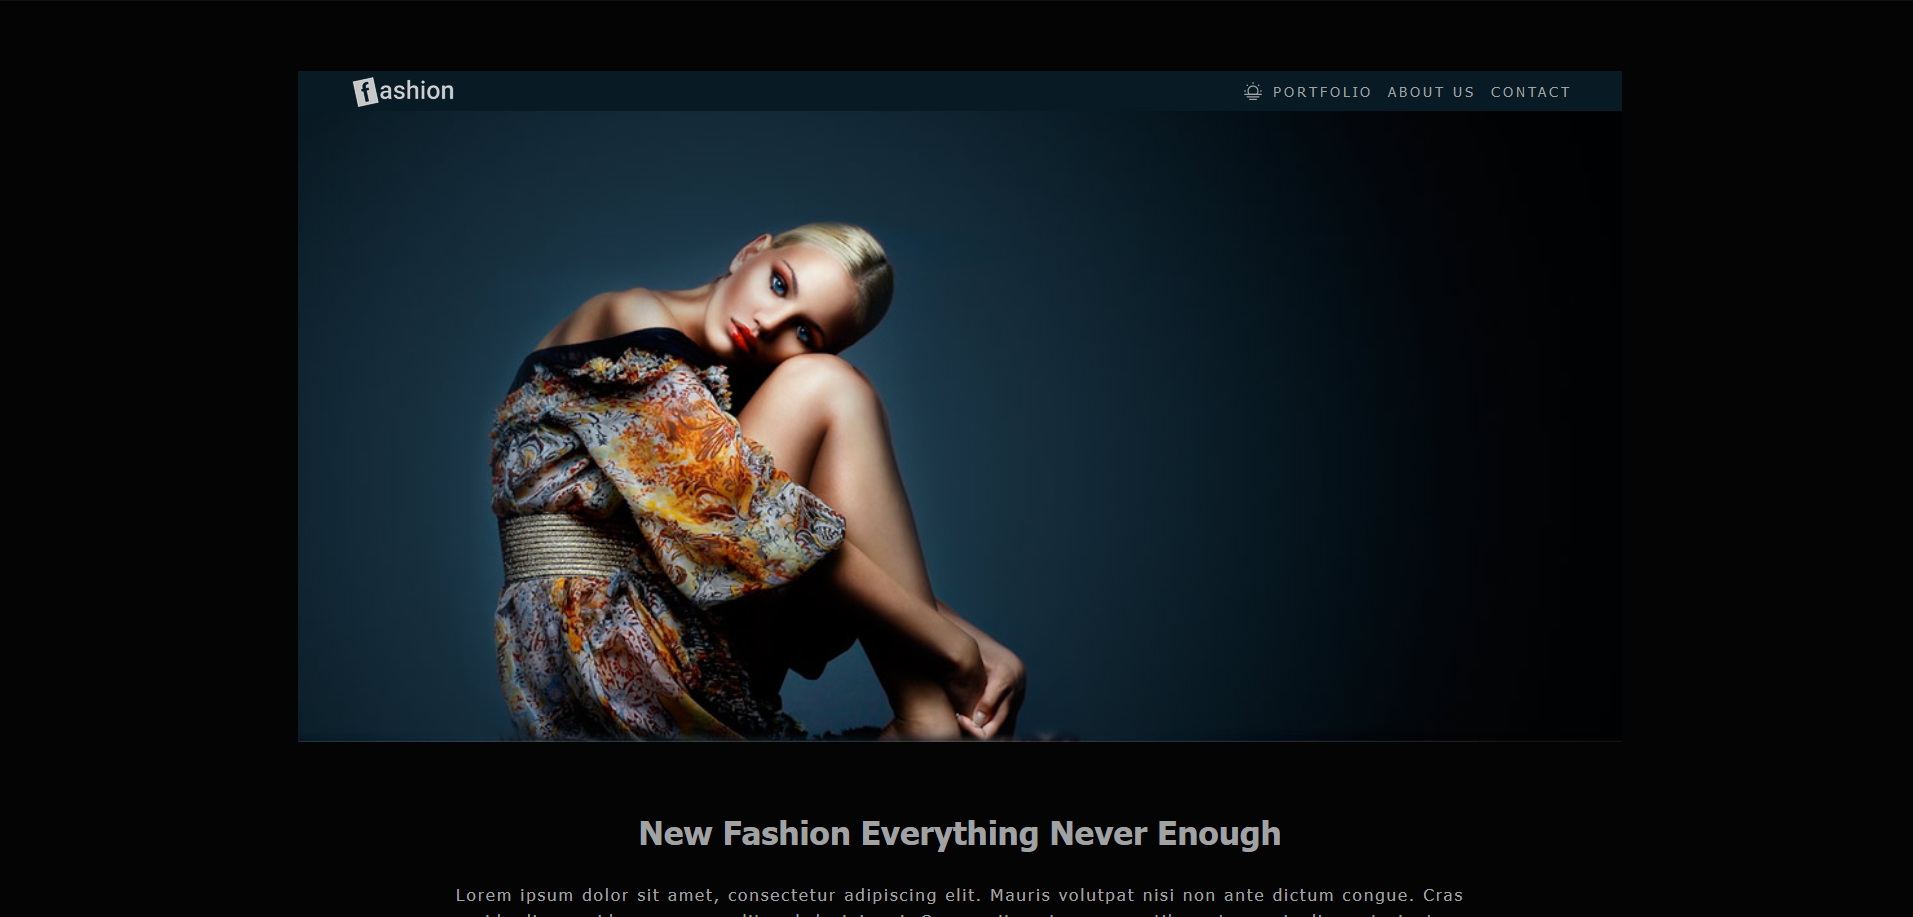 fashion
PORTFOLIO ABOUT US CONTACT
New Fashion Everything Never Enough
Lorem ipsum dolor sit amet, consectetur adipiscing elit. Mauris volutpat nisi non ante dictum congue. Cras